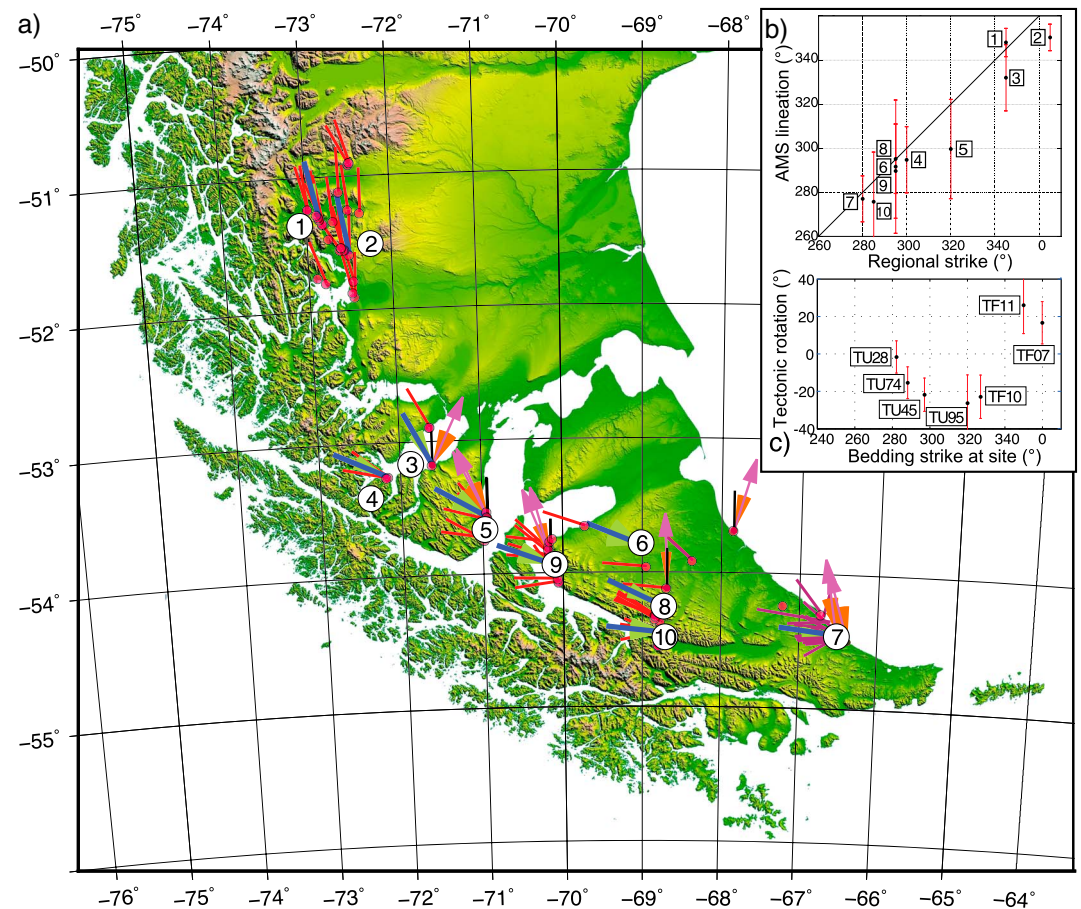 a)
−75° −74° −73° −72° −71° −70° −69° −68°
−50°
−51°
−52°
−53°
−54°
−55°
−76° −75° −74° −73° −72° −71° −70° −69° −68° −67° −66° −65° −64°
1
2
3
4
5
6
9
8
10
7
b)
AMS lineation (°)
340
320
300
280
260
1
2
3
8
6
9
4
5
7
10
260 280 300 320 340 0
Regional strike (°)
c)
Tectonic rotation (°)
40
20
0
-20
-40
TF11
TF07
TU28
TU74
TU45
TU95
TF10
240 260 280 300 320 340 0
Bedding strike at site (°)